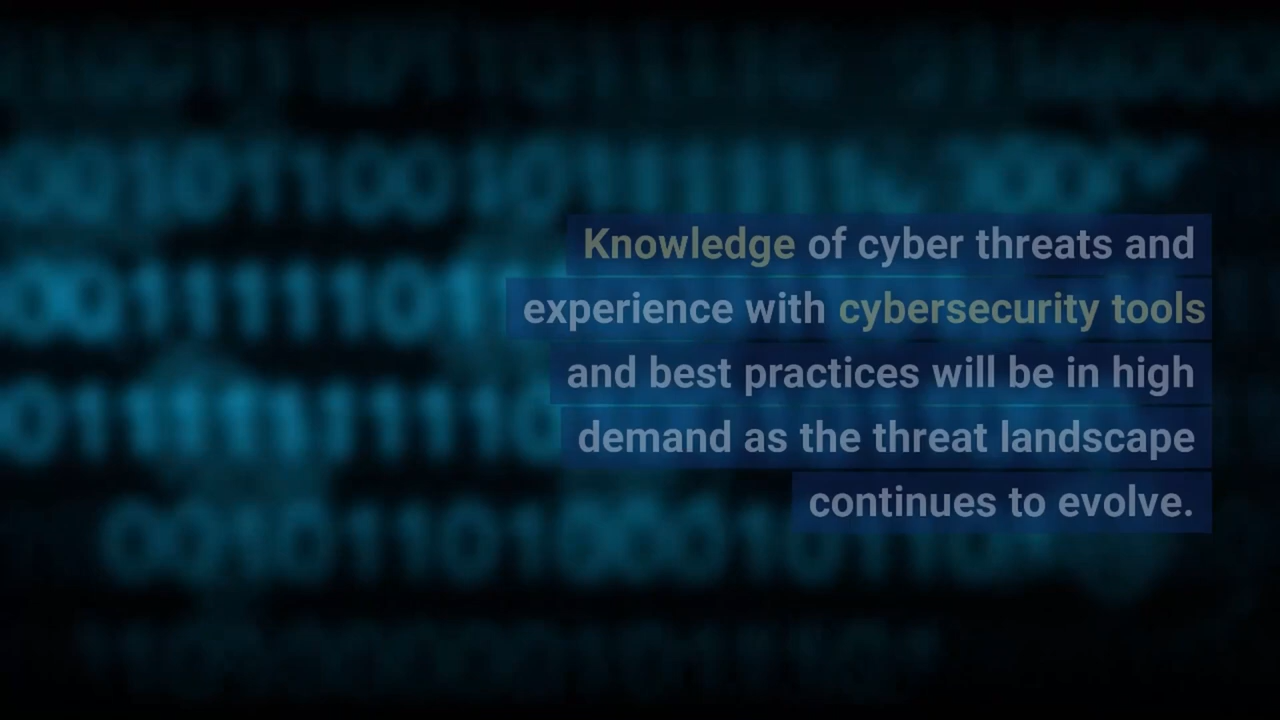 Knowledge of cyber threats and
experience with cybersecurity tools
and best practices will be in high
demand as the threat landscape
continues to evolve.